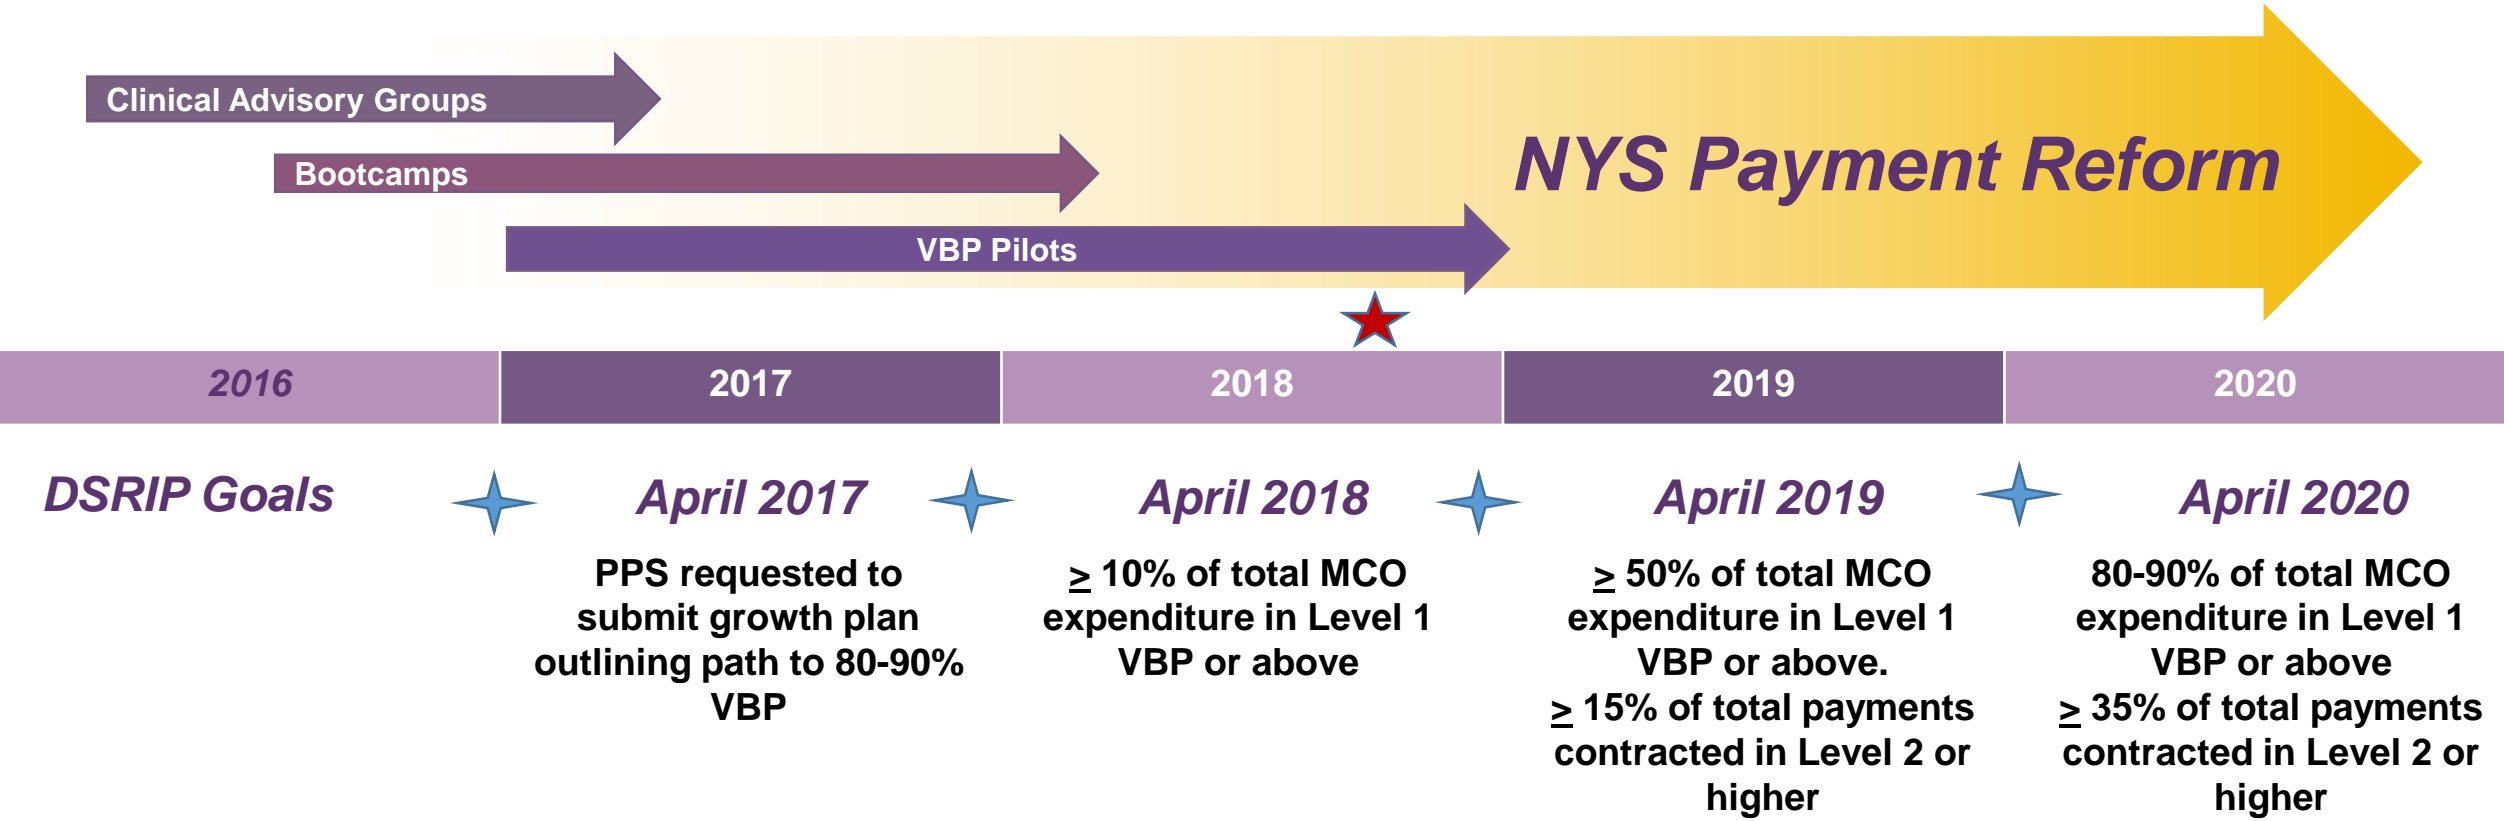 Clinical Advisory Groups
Bootcamps
VBP Pilots
NYS Payment Reform
2016
2017
2018
2019
2020
DSRIP Goals
April 2017
PPS requested to
submit growth plan
outlining path to 80-90%
VBP
April 2018
≥ 10% of total MCO
expenditure in Level 1
VBP or above
April 2019
≥ 50% of total MCO
expenditure in Level 1
VBP or above.
≥ 15% of total payments
contracted in Level 2 or
higher
April 2020
80-90% of total MCO
expenditure in Level 1
VBP or above
≥ 35% of total payments
contracted in Level 2 or
higher